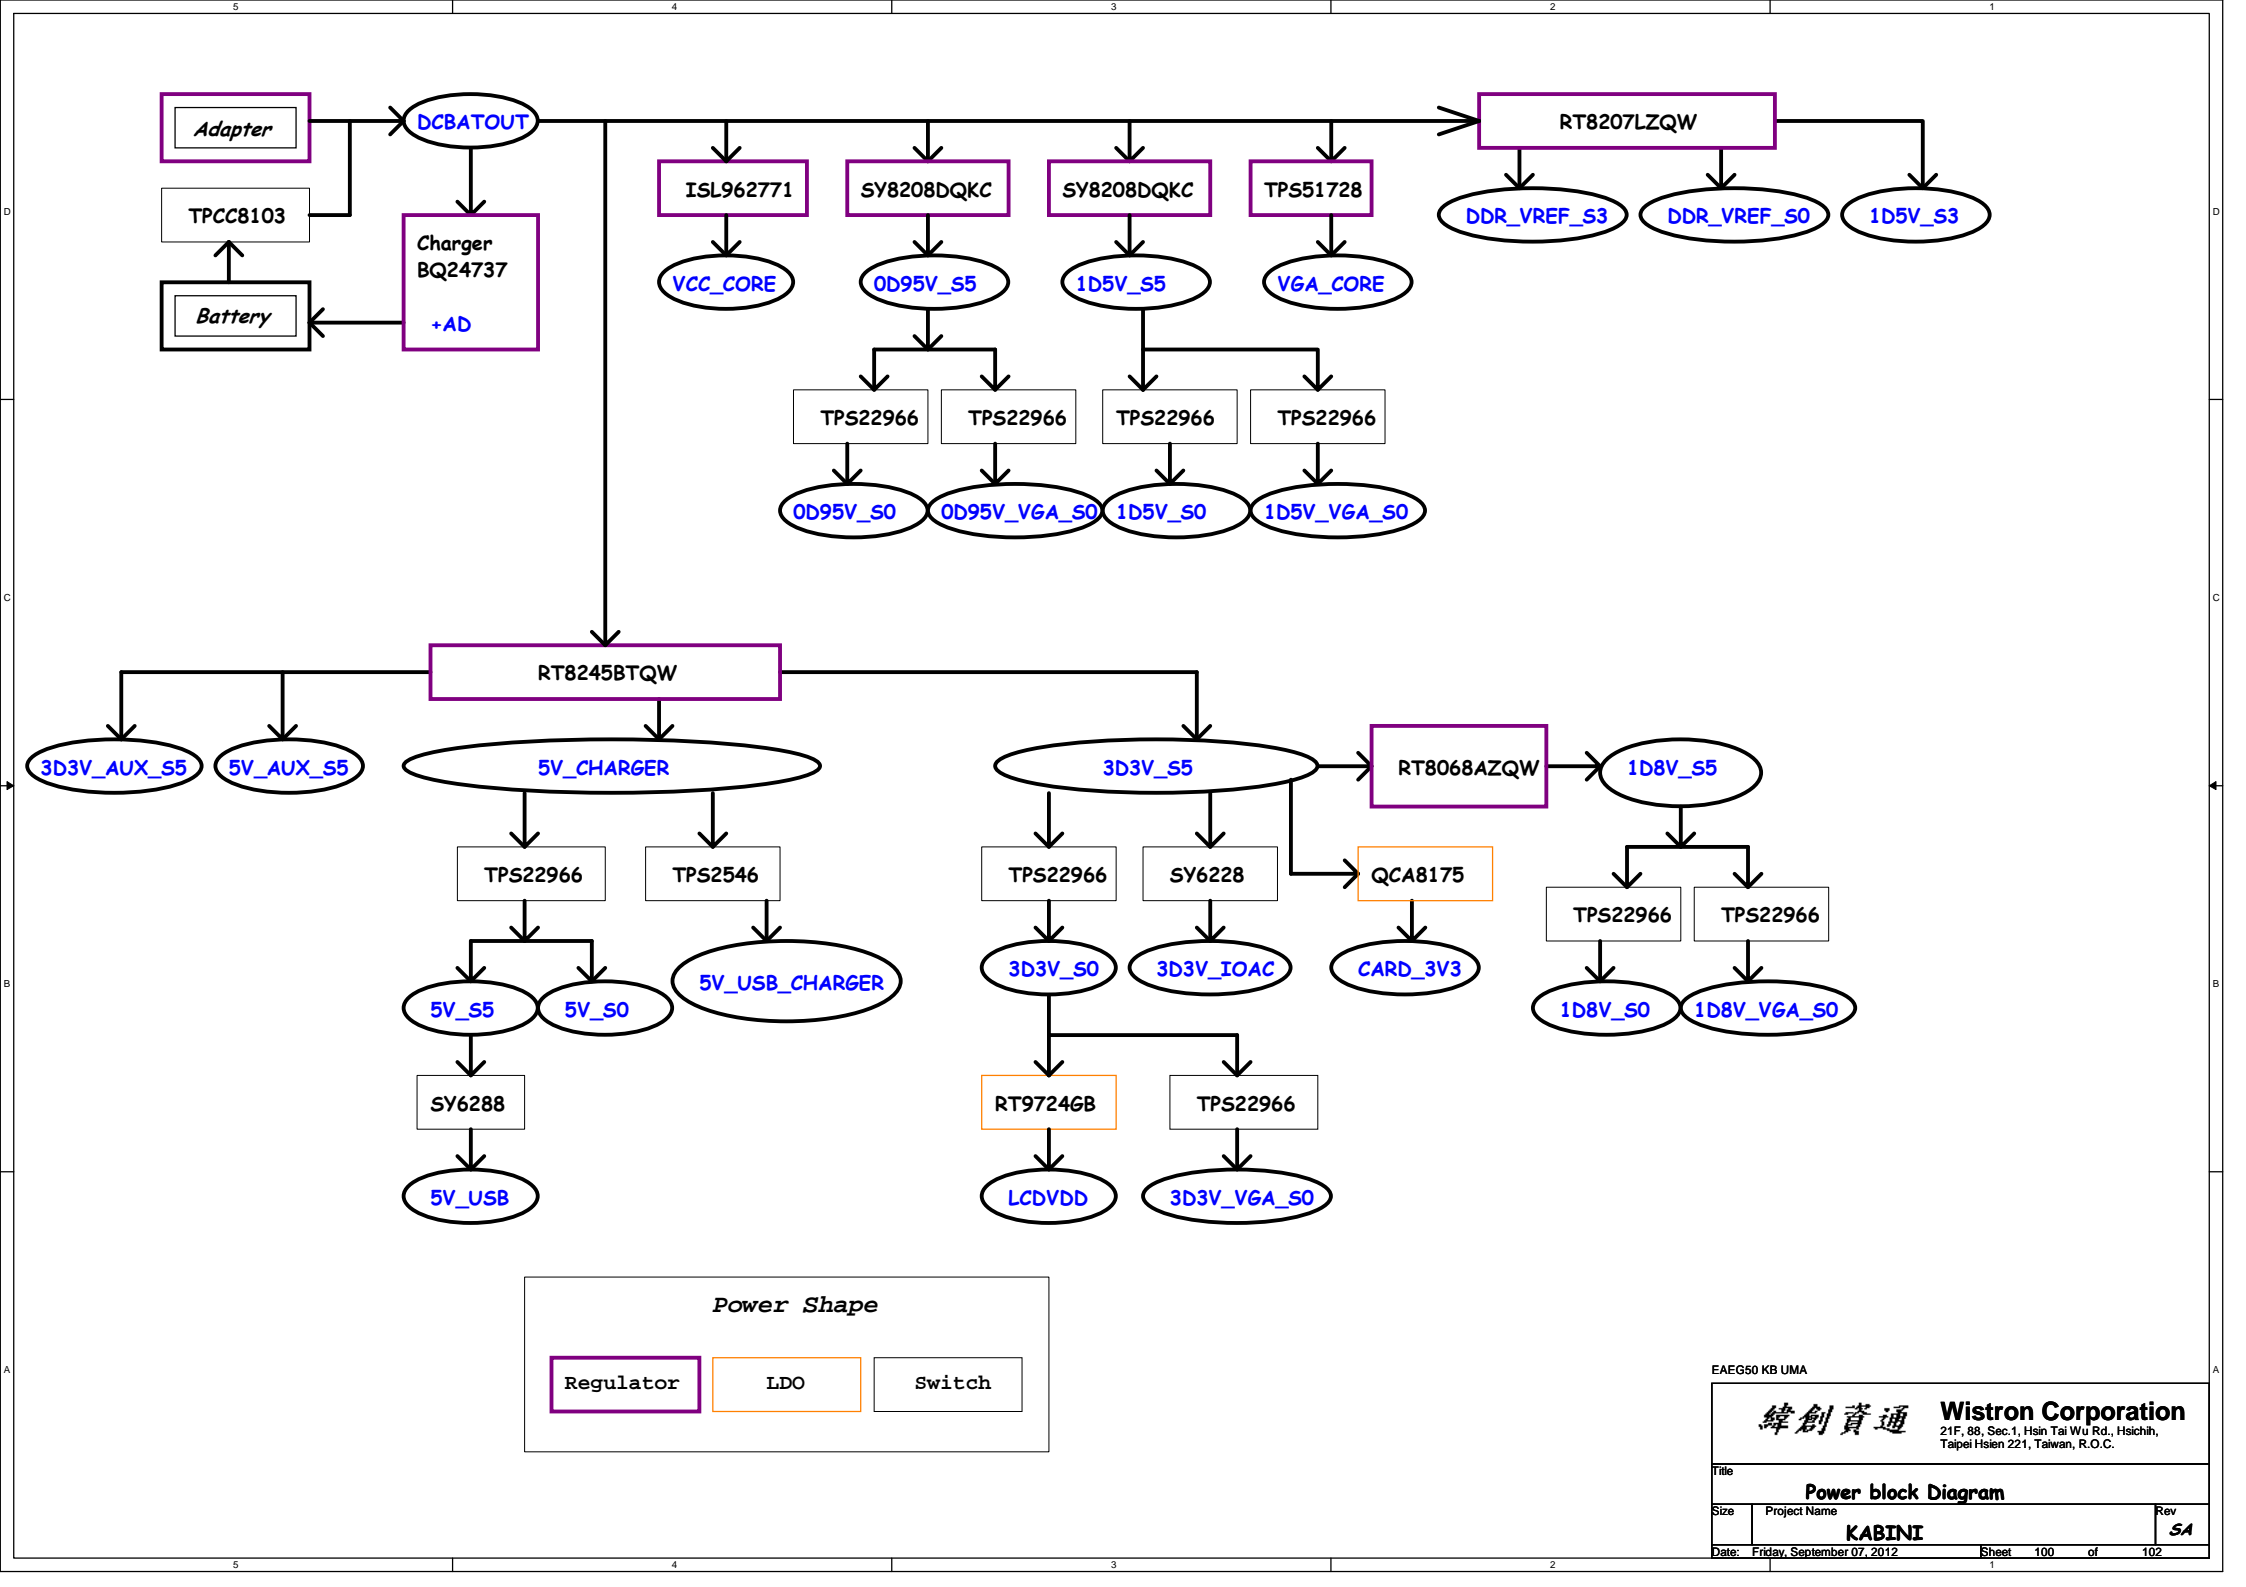 5 4 3 2 1
Adapter
DCBATOUT
RT8207LZQW
TPCC8103
ISL962771
SY8208DQKC
SY8208DQKC
TPS51728
D
D
DDR_VREF_S3
DDR_VREF_S0
1D5V_S3
Charger
BQ24737
+AD
Battery
VCC_CORE
0D95V_S5
1D5V_S5
VGA_CORE
TPS22966
TPS22966
TPS22966
TPS22966
0D95V_S0
0D95V_VGA_S0
1D5V_S0
1D5V_VGA_S0
C
C
RT8245BTQW
3D3V_AUX_S5
5V_AUX_S5
5V_CHARGER
3D3V_S5
RT8068AZQW
1D8V_S5
TPS22966
TPS2546
TPS22966
SY6228
QCA8175
TPS22966
TPS22966
B
B
5V_S5
5V_S0
5V_USB_CHARGER
3D3V_S0
3D3V_IOAC
CARD_3V3
1D8V_S0
1D8V_VGA_S0
SY6288
RT9724GB
TPS22966
5V_USB
LCDVDD
3D3V_VGA_S0
Power Shape
Regulator
LDO
Switch
A
A
EAEG50 KB UMA
緯創資通
Wistron Corporation
21F, 88, Sec.1, Hsin Tai Wu Rd., Hsichih,
Taipei Hsien 221, Taiwan, R.O.C.
Title
Power block Diagram
Size Project Name Rev
KABINI SA
Date: Friday, September 07, 2012 Sheet 100 of 102
5 4 3 2 1